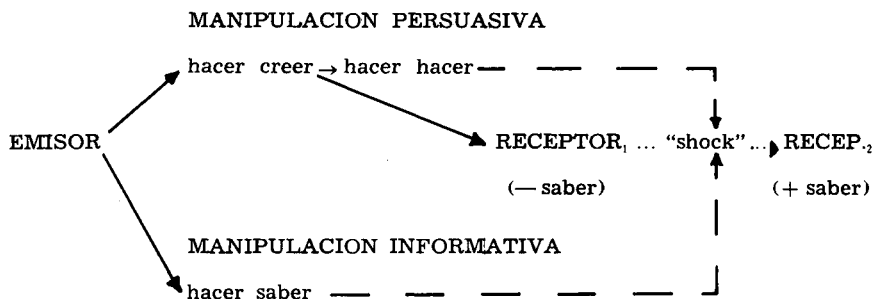 MANIPULACION PERSUASIVA
hacer creer → hacer hacer
EMISOR
RECEPTOR₁ ... “shock” ... RECEP.₂
(— saber) (+ saber)
MANIPULACION INFORMATIVA
hacer saber